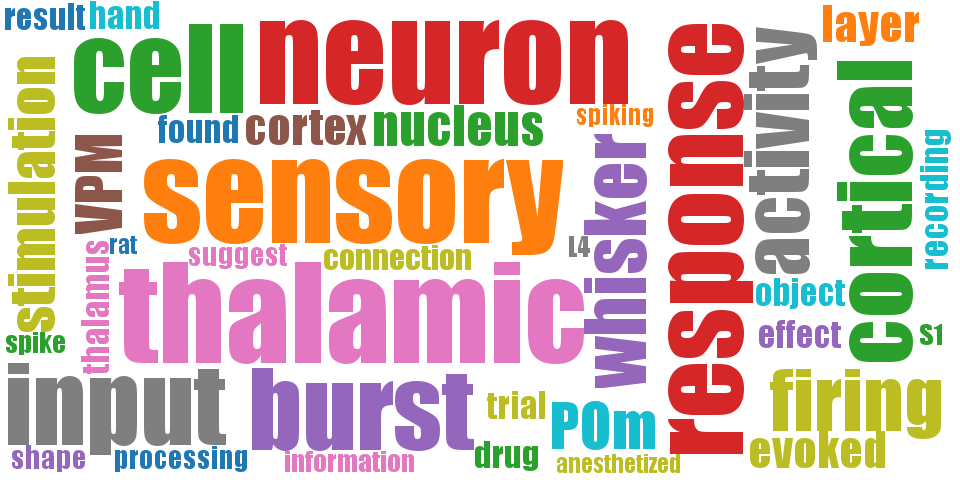 result
hand
cell
neuron
response
activity
layer
stimulation
VPM
found
cortex
nucleus
spiking
cortical
recording
sensory
whisker
rat
suggest
connection
L4
thalamus
thalamic
object
spike
effect
S1
input
burst
trial
POm
firing
shape
processing
information
drug
anesthetized
evoked